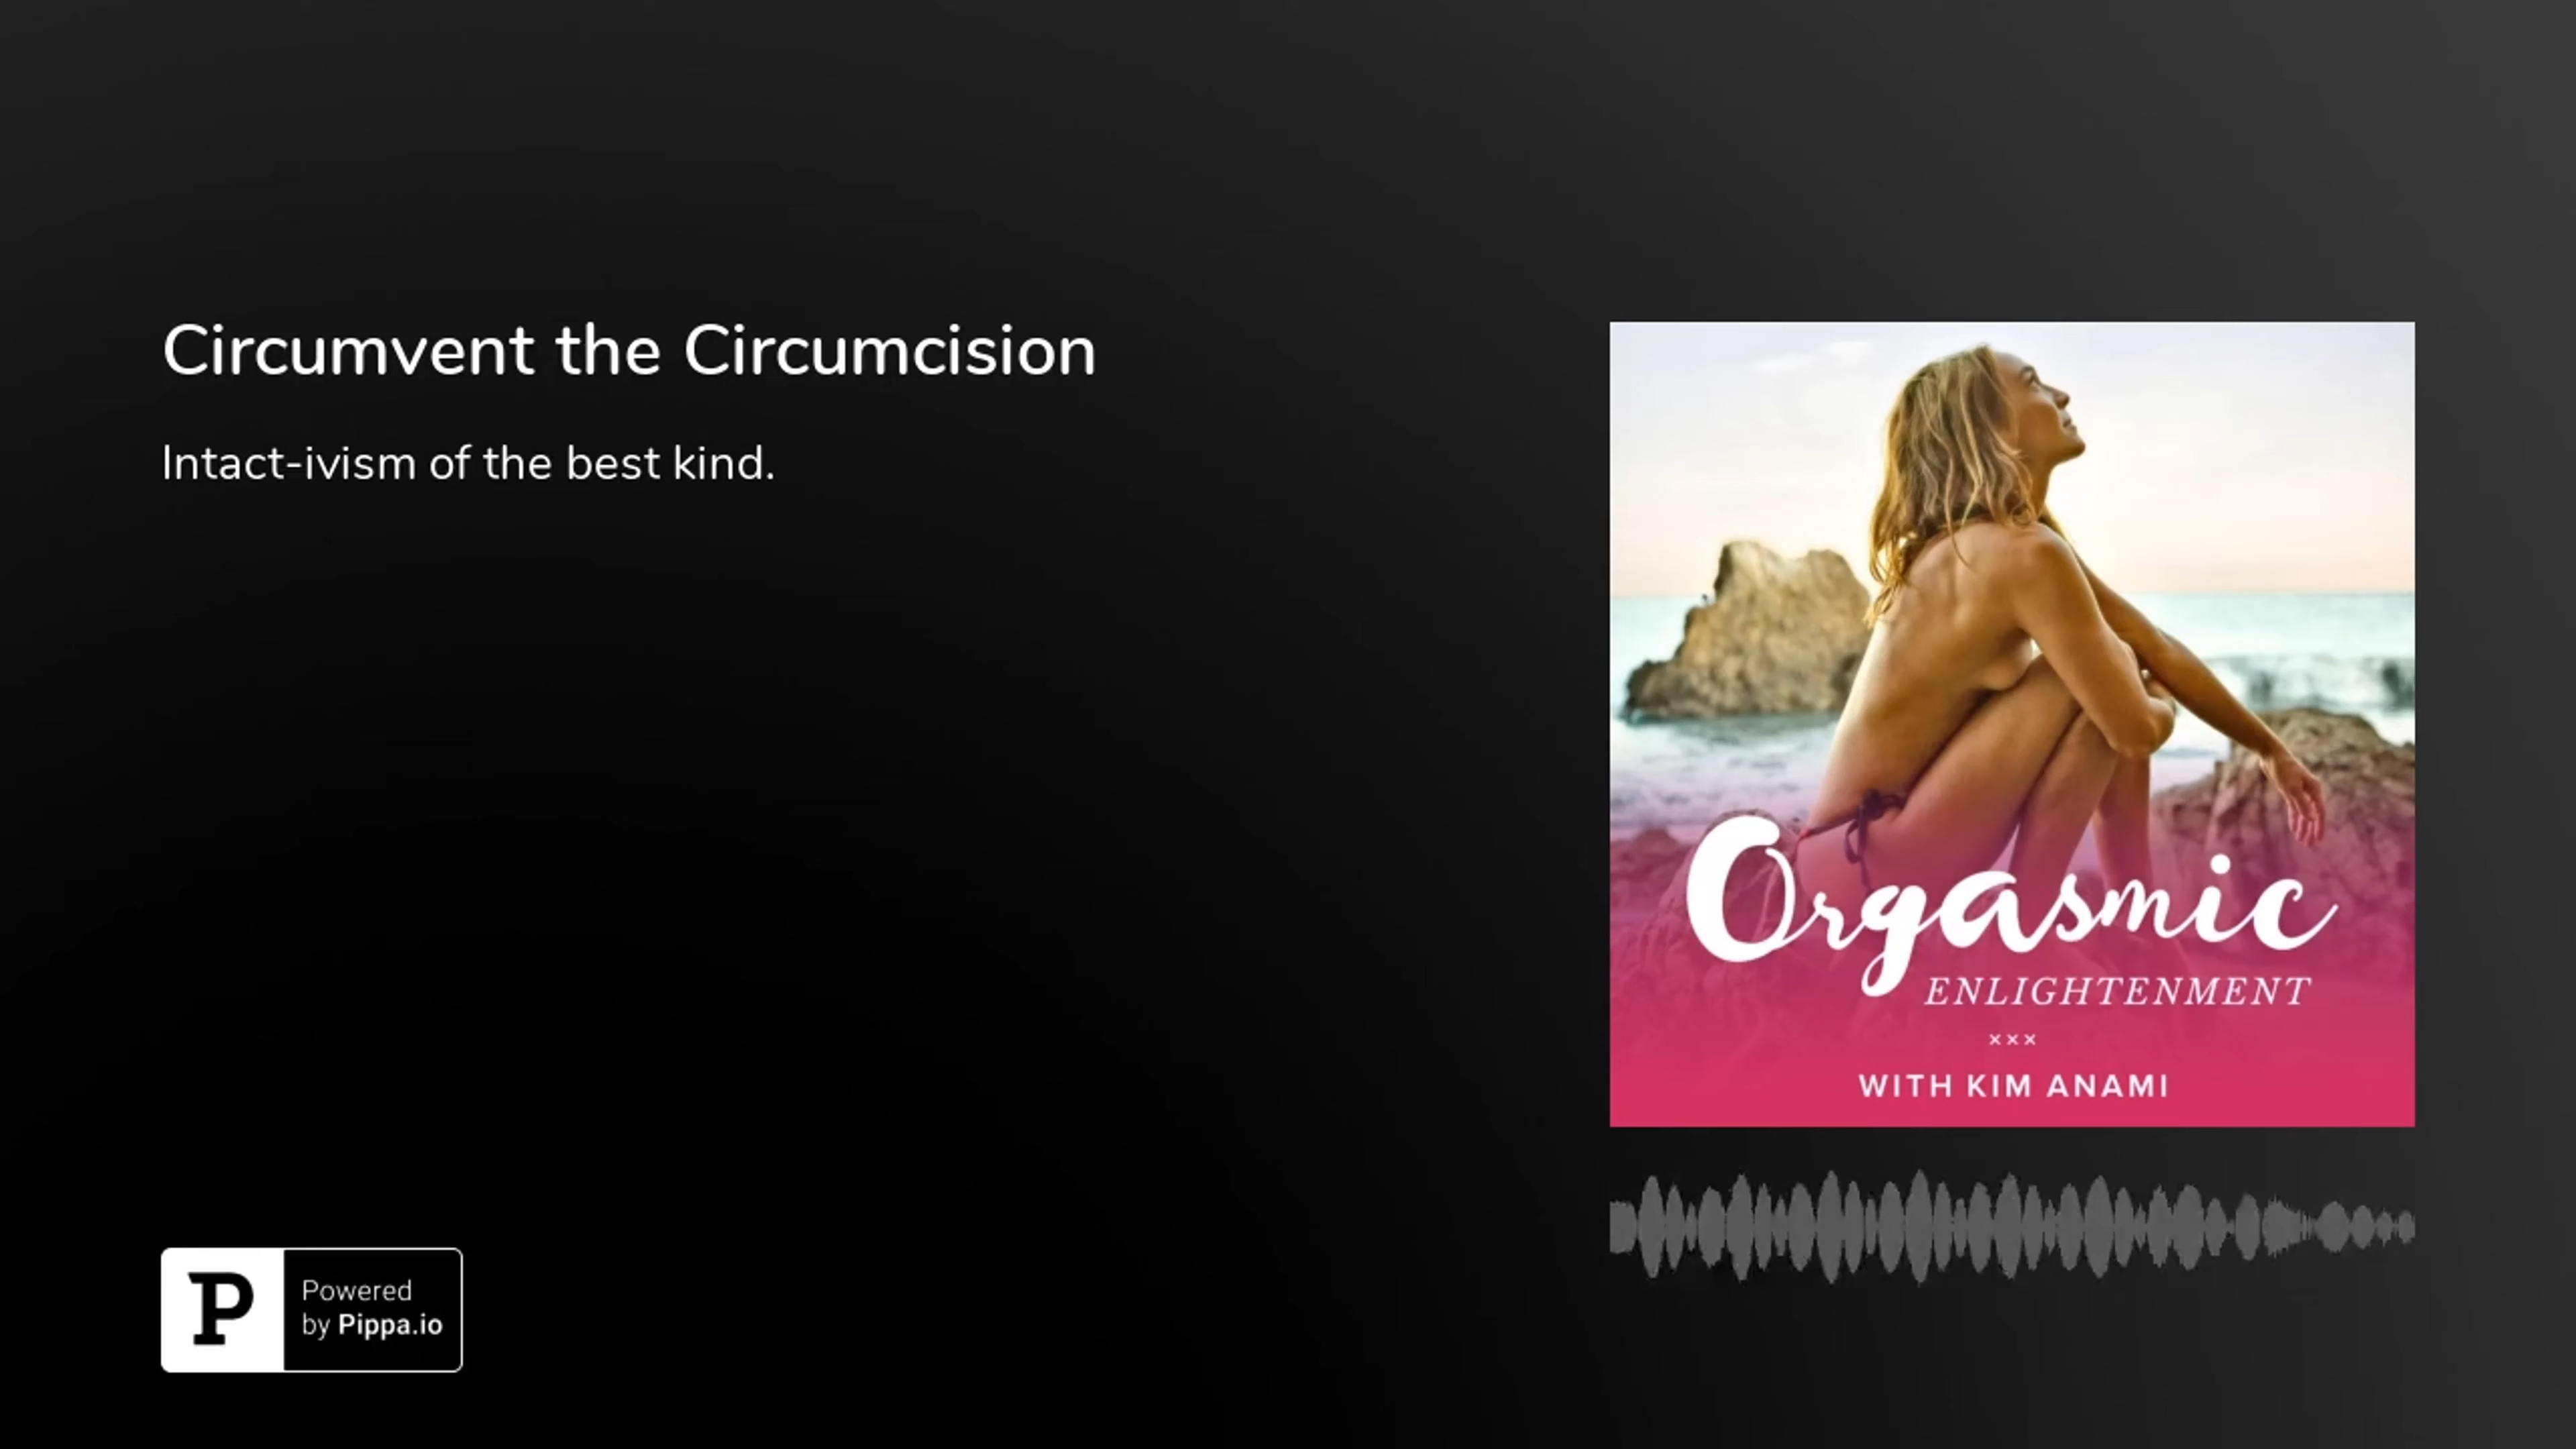 Circumvent the Circumcision
Intact-ivism of the best kind.
Orgasmic
ENLIGHTENMENT
×××
WITH KIM ANAMI
P
Powered
by Pippa.io